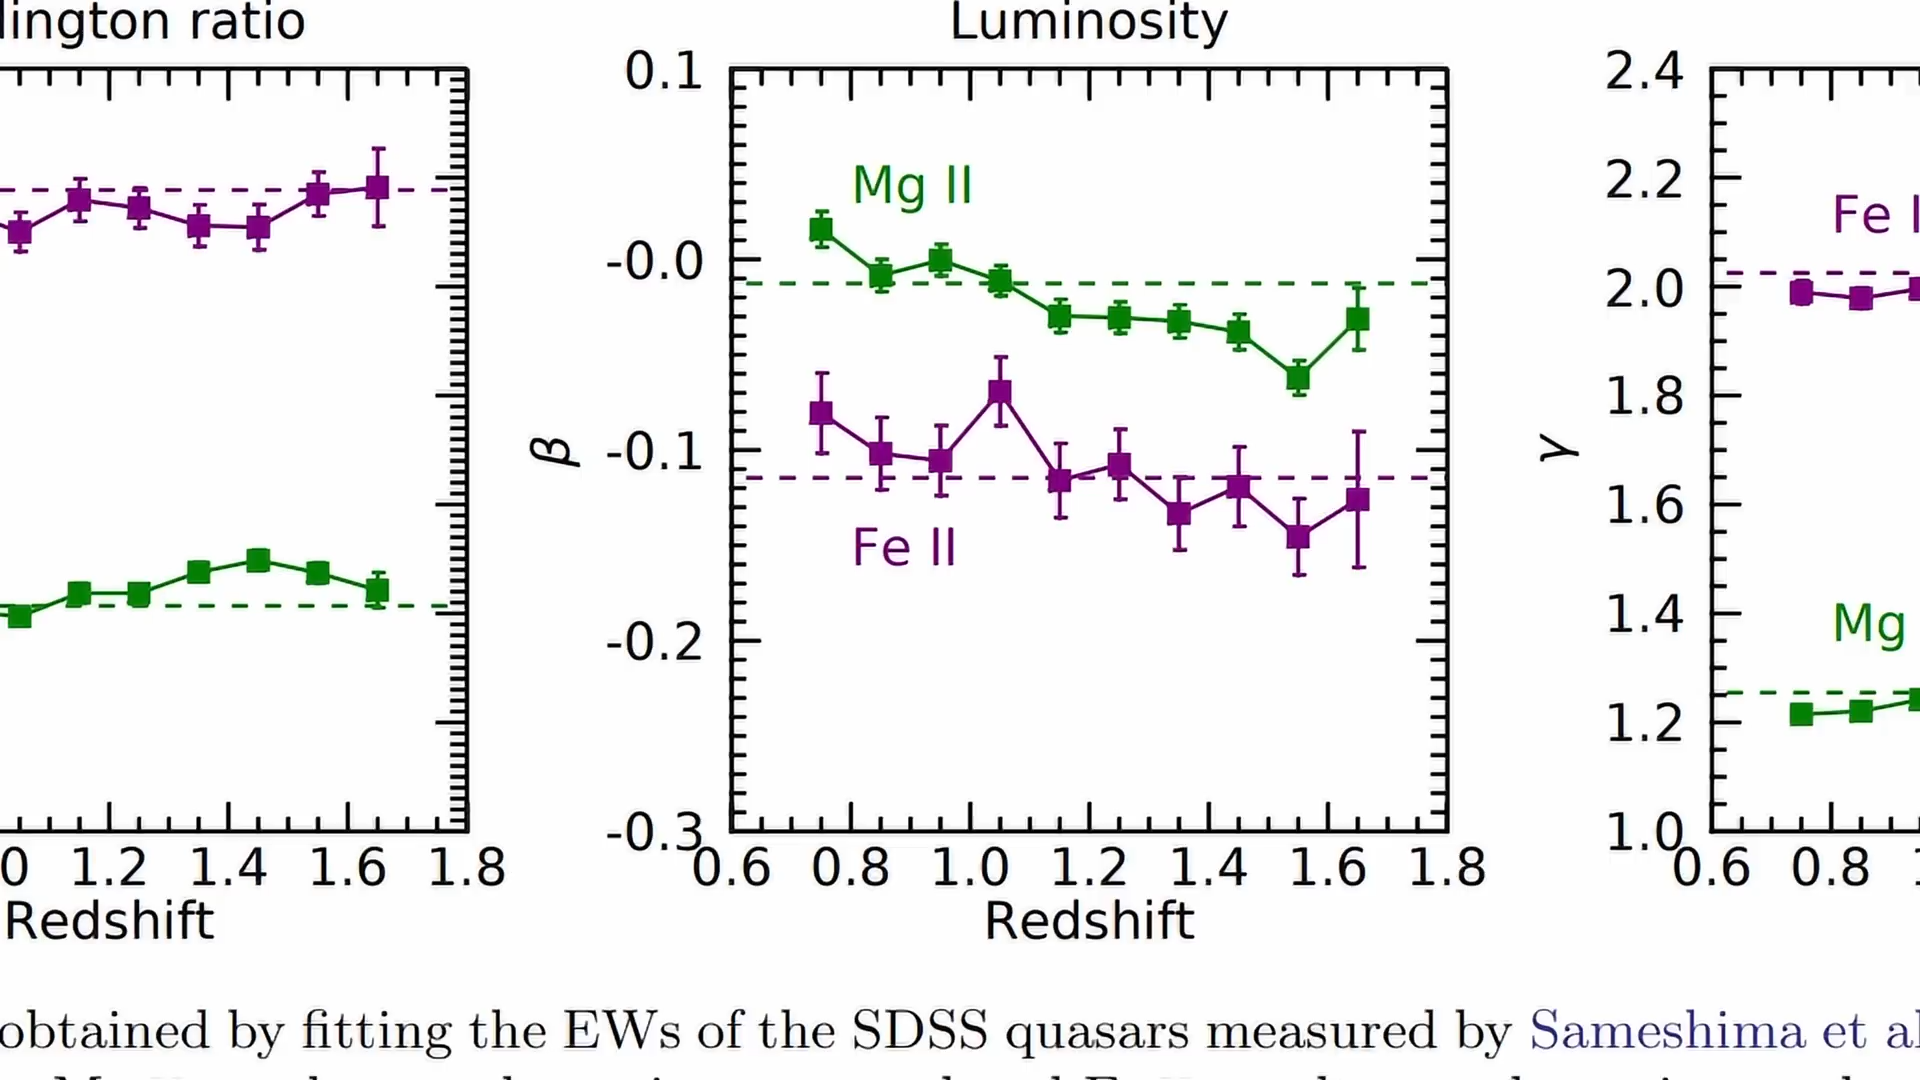 lington ratio
Luminosity
0.1
-0.0
-0.1
-0.2
-0.3
β
Mg II
Fe II
2.4
2.2
2.0
1.8
1.6
1.4
1.2
1.0
γ
Fe I
Mg
0 1.2 1.4 1.6 1.8
0.6 0.8 1.0 1.2 1.4 1.6 1.8
0.6 0.8 1
Redshift
Redshift
obtained by fitting the EWs of the SDSS quasars measured by Sameshima et al